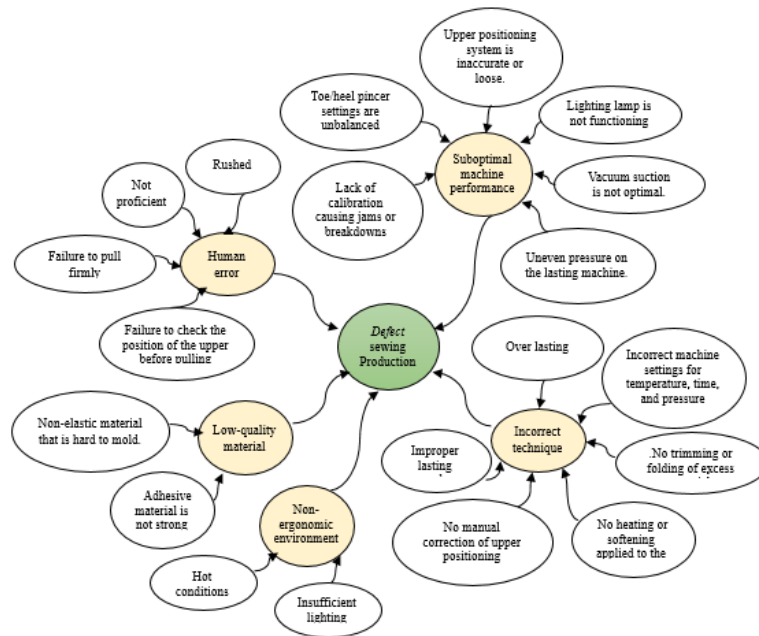 Upper positioning
system is
inaccurate or
loose.
Toe/heel pincer
settings are
unbalanced
Lighting lamp is
not functioning
Suboptimal
machine
performance
Vacuum suction
is not optimal.
Lack of
calibration
causing jams or
breakdowns
Uneven pressure on
the lasting machine.
Rushed
Not
proficient
Failure to pull
firmly
Human
error
Failure to check the
position of the upper
before pulling
Defect
sewing
Production
Over lasting
Incorrect machine
settings for
temperature, time,
and pressure
Non-elastic material
that is hard to mold.
Low-quality
material
Adhesive
material is
not strong
Incorrect
technique
Improper
lasting
.No trimming or
folding of excess
No manual
correction of upper
positioning
No heating or
softening
applied to the
Non-
ergonomic
environment
Hot
conditions
Insufficient
lighting